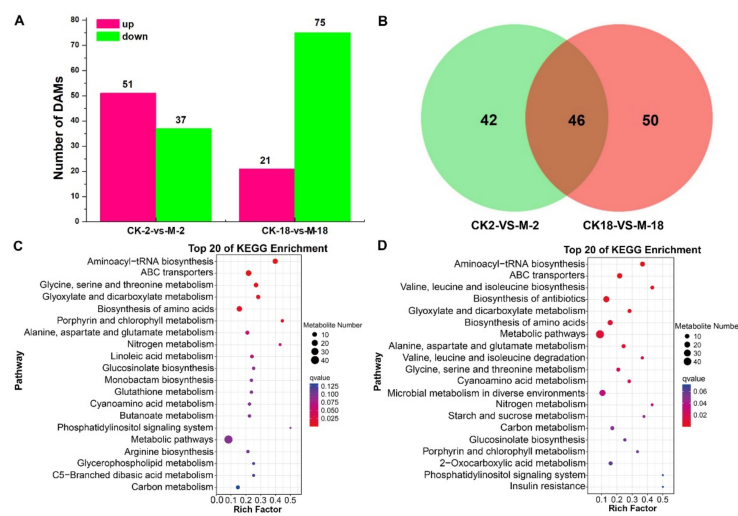 A
up
down
Number of DAMs
80
70
60
50
40
30
20
10
0
51
37
21
75
CK-2-vs-M-2
CK-18-vs-M-18
B
42
46
50
CK2-VS-M-2
CK18-VS-M-18
C
Top 20 of KEGG Enrichment
Pathway
Aminoacyl-tRNA biosynthesis
ABC transporters
Glycine, serine and threonine metabolism
Glyoxylate and dicarboxylate metabolism
Biosynthesis of amino acids
Porphyrin and chlorophyll metabolism
Alanine, aspartate and glutamate metabolism
Nitrogen metabolism
Linoleic acid metabolism
Glucosinolate biosynthesis
Monobactam biosynthesis
Glutathione metabolism
Cyanoamino acid metabolism
Butanoate metabolism
Phosphatidylinositol signaling system
Metabolic pathways
Arginine biosynthesis
Glycerophospholipid metabolism
C5-Branched dibasic acid metabolism
Carbon metabolism
0.0 0.1 0.2 0.3 0.4 0.5
Rich Factor
Metabolite Number
10
20
30
40
qvalue
0.125
0.100
0.075
0.050
0.025
D
Top 20 of KEGG Enrichment
Pathway
Aminoacyl-tRNA biosynthesis
ABC transporters
Valine, leucine and isoleucine biosynthesis
Biosynthesis of antibiotics
Glyoxylate and dicarboxylate metabolism
Biosynthesis of amino acids
Metabolic pathways
Alanine, aspartate and glutamate metabolism
Valine, leucine and isoleucine degradation
Glycine, serine and threonine metabolism
Cyanoamino acid metabolism
Microbial metabolism in diverse environments
Nitrogen metabolism
Starch and sucrose metabolism
Carbon metabolism
Glucosinolate biosynthesis
Porphyrin and chlorophyll metabolism
2-Oxocarboxylic acid metabolism
Phosphatidylinositol signaling system
Insulin resistance
0.1 0.2 0.3 0.4 0.5
Rich Factor
Metabolite Number
10
20
30
40
qvalue
0.06
0.04
0.02